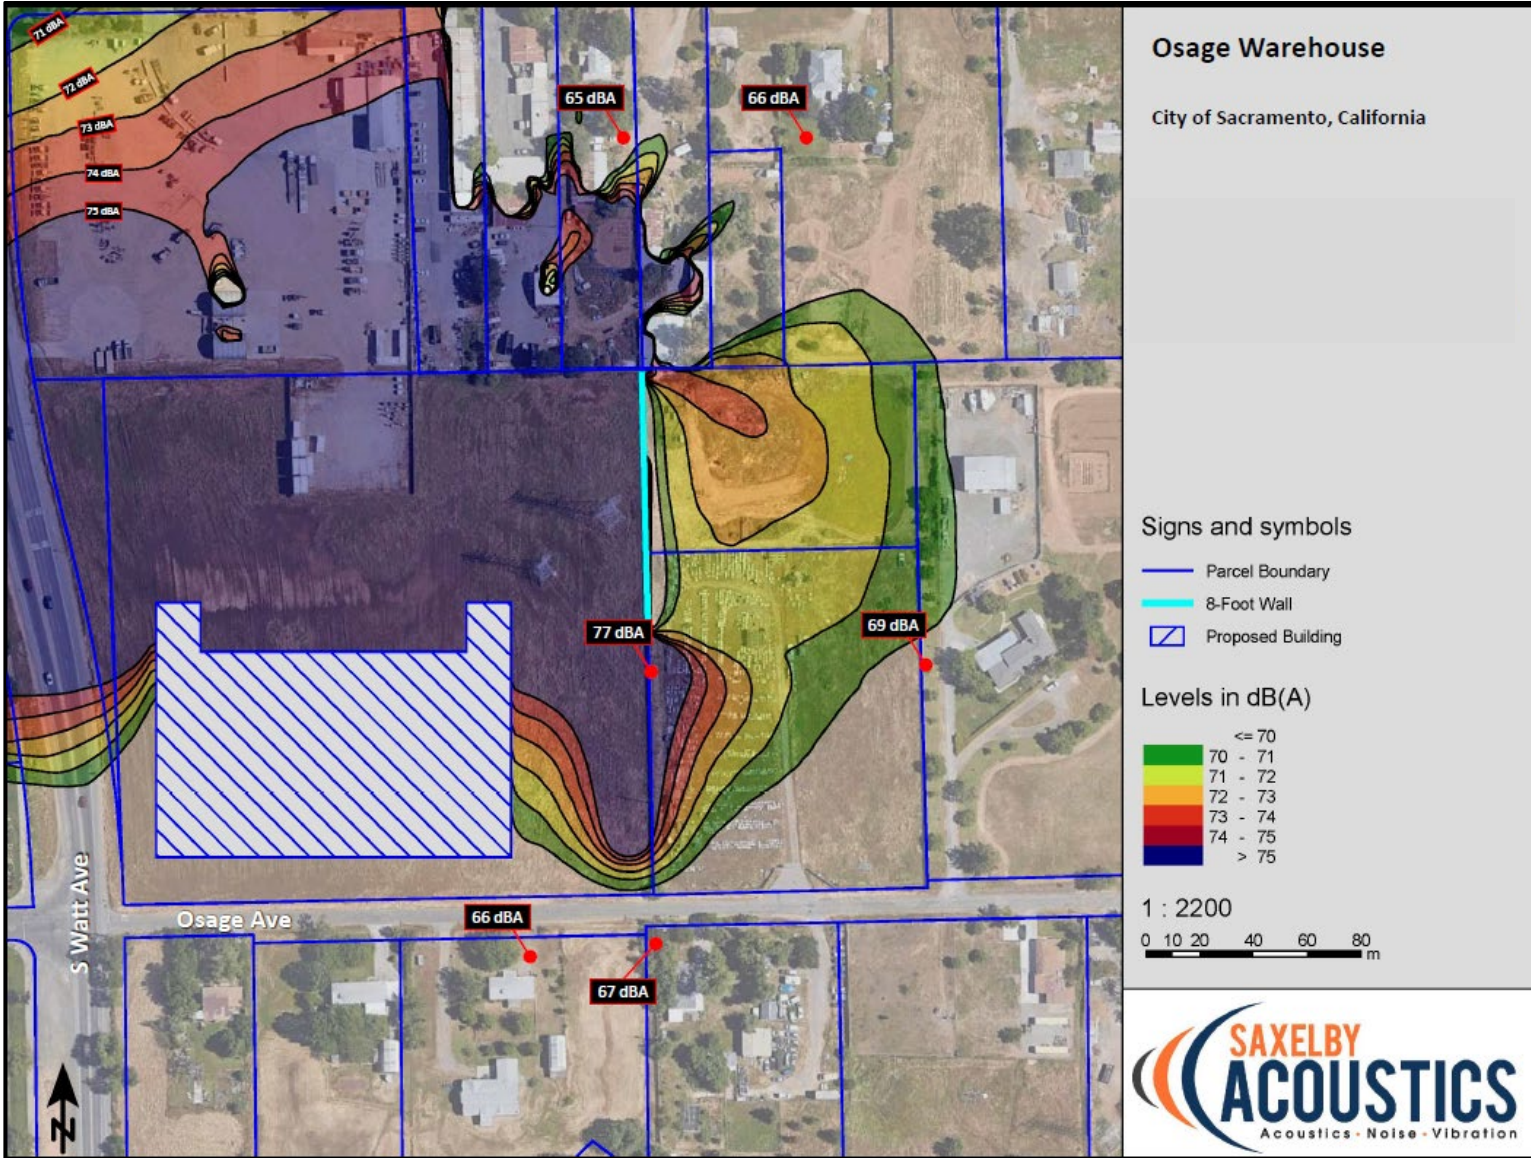 71 dBA
72 dBA
73 dBA
74 dBA
75 dBA
65 dBA
66 dBA
77 dBA
69 dBA
S Watt Ave
Osage Ave
66 dBA
67 dBA
N
Osage Warehouse
City of Sacramento, California
Signs and symbols
Parcel Boundary
8-Foot Wall
Proposed Building
Levels in dB(A)
<= 70
70 - 71
71 - 72
72 - 73
73 - 74
74 - 75
> 75
1 : 2200
0 10 20 40 60 80
m
SAXELBY
ACOUSTICS
Acoustics • Noise • Vibration